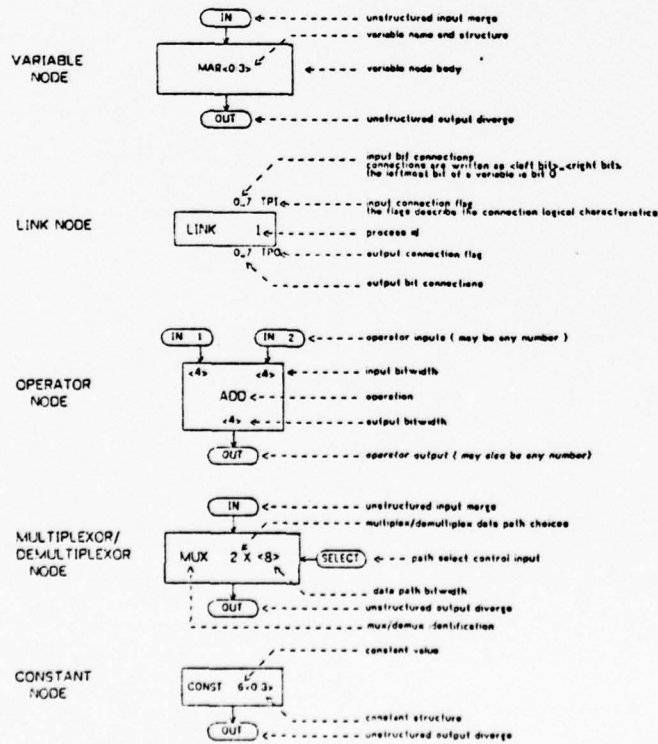 IN
unstructured input merge
variable name and structure
VARIABLE
NODE
MAR<0:3>
variable node body
OUT
unstructured output diverge
input bit connections
connections are written as <left bit>..<right bit>
the leftmost bit of a variable is bit 0
0..7 TPI
input connection flag
the flags describe the connection logical characteristics
LINK NODE
LINK 1
process id
0..7 TPO
output connection flag
output bit connections
IN 1
IN 2
operator inputs ( may be any number )
<4>
<4>
input bitwidth
OPERATOR
NODE
ADD
operation
<4>
output bitwidth
OUT
operator output ( may also be any number)
IN
unstructured input merge
multiplex/demultiplex data path choices
MULTIPLEXOR/
DEMULTIPLEXOR
NODE
MUX 2 X <8>
SELECT
path select control input
data path bitwidth
OUT
unstructured output diverge
mux/demux identification
constant value
CONSTANT
NODE
CONST 6<0:3>
constant structure
OUT
unstructured output diverge